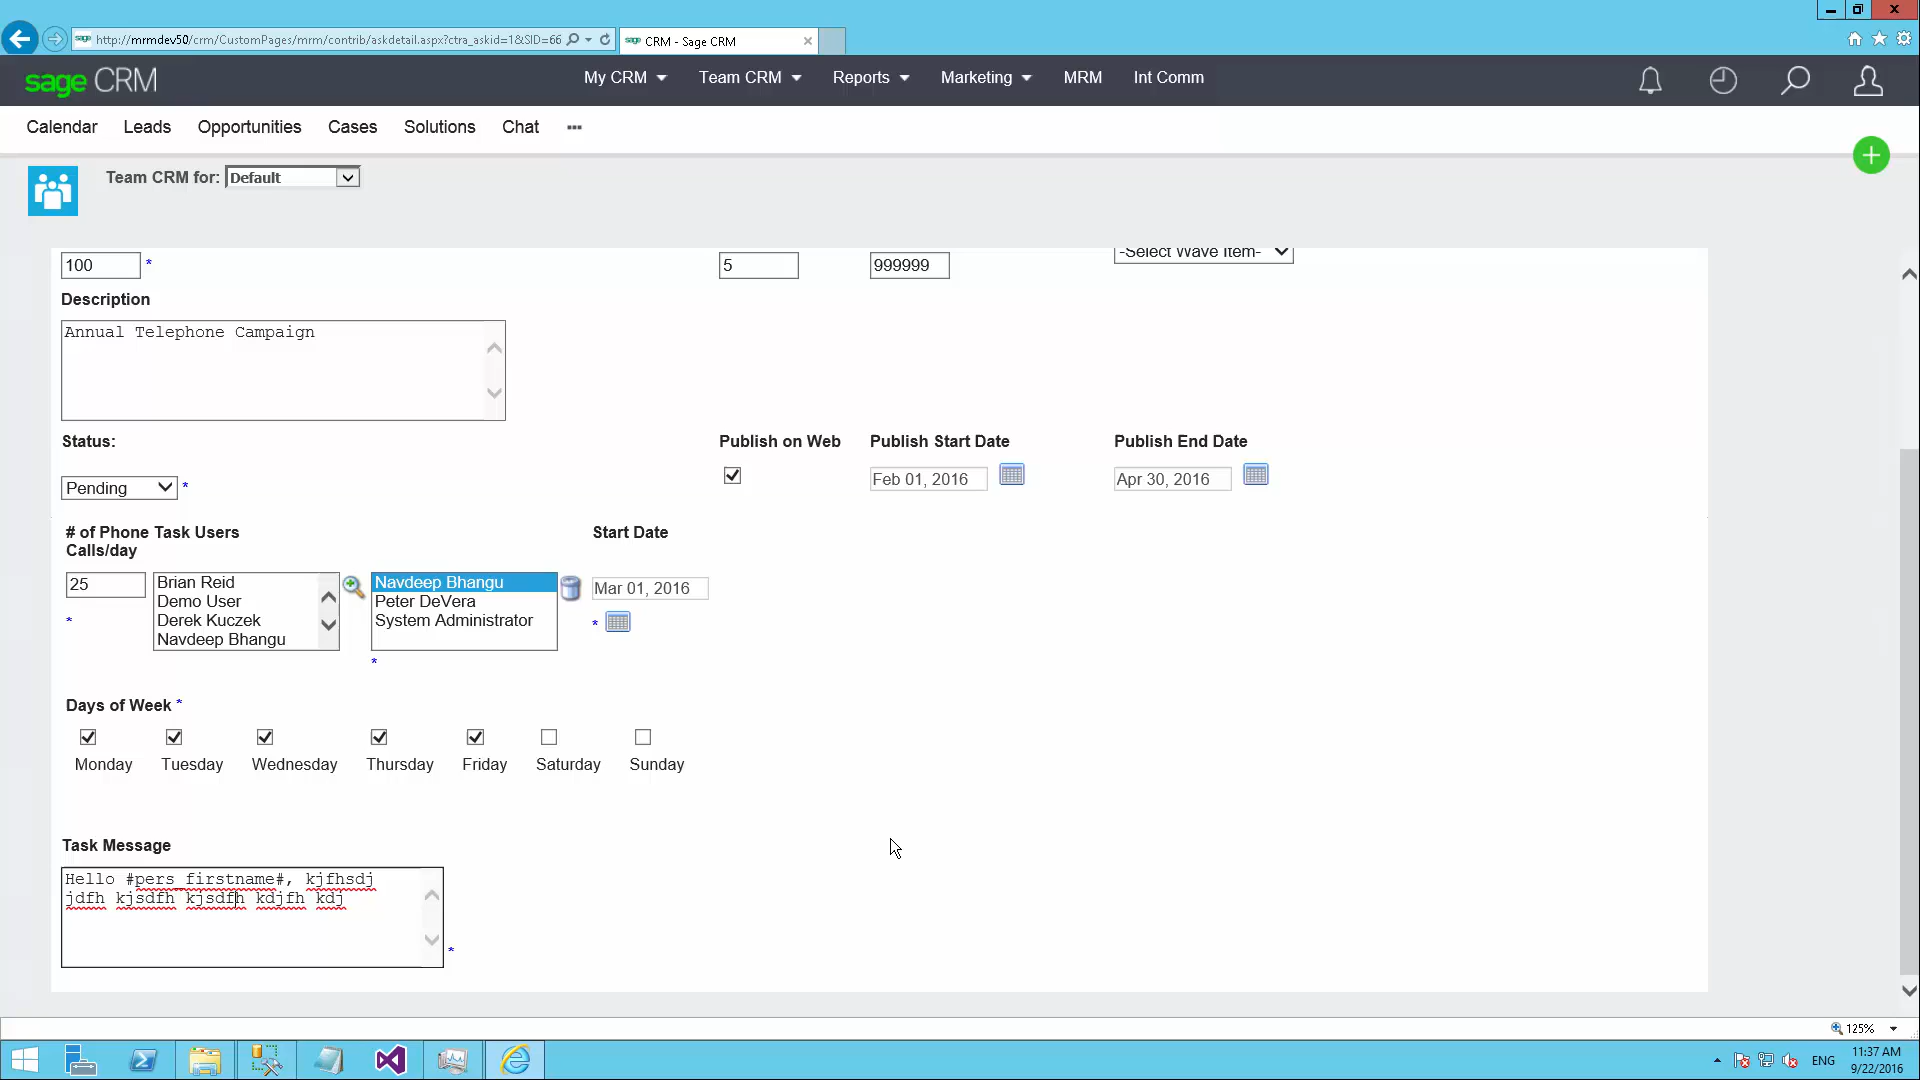 http://mrmdev50/crm/CustomPages/mrm/contrib/askdetail.aspx?ctra_askid=1&SID=66
CRM - Sage CRM
sage CRM
My CRM
Team CRM
Reports
Marketing
MRM
Int Comm
Calendar
Leads
Opportunities
Cases
Solutions
Chat
Team CRM for:
Default
100 *
5
999999
-Select Wave Item-
Description
Annual Telephone Campaign
Status:
Publish on Web
Publish Start Date
Publish End Date
Pending *
Feb 01, 2016
Apr 30, 2016
# of Phone Calls/day
Task Users
Start Date
25
*
Brian Reid
Demo User
Derek Kuczek
Navdeep Bhangu
Navdeep Bhangu
Peter DeVera
System Administrator
*
Mar 01, 2016
*
Days of Week *
Monday
Tuesday
Wednesday
Thursday
Friday
Saturday
Sunday
Task Message
Hello #pers_firstname#, kjfhsdj
jdfh kjsdfh kjsdfh kdjfh kdj
*
125%
ENG
11:37 AM
9/22/2016